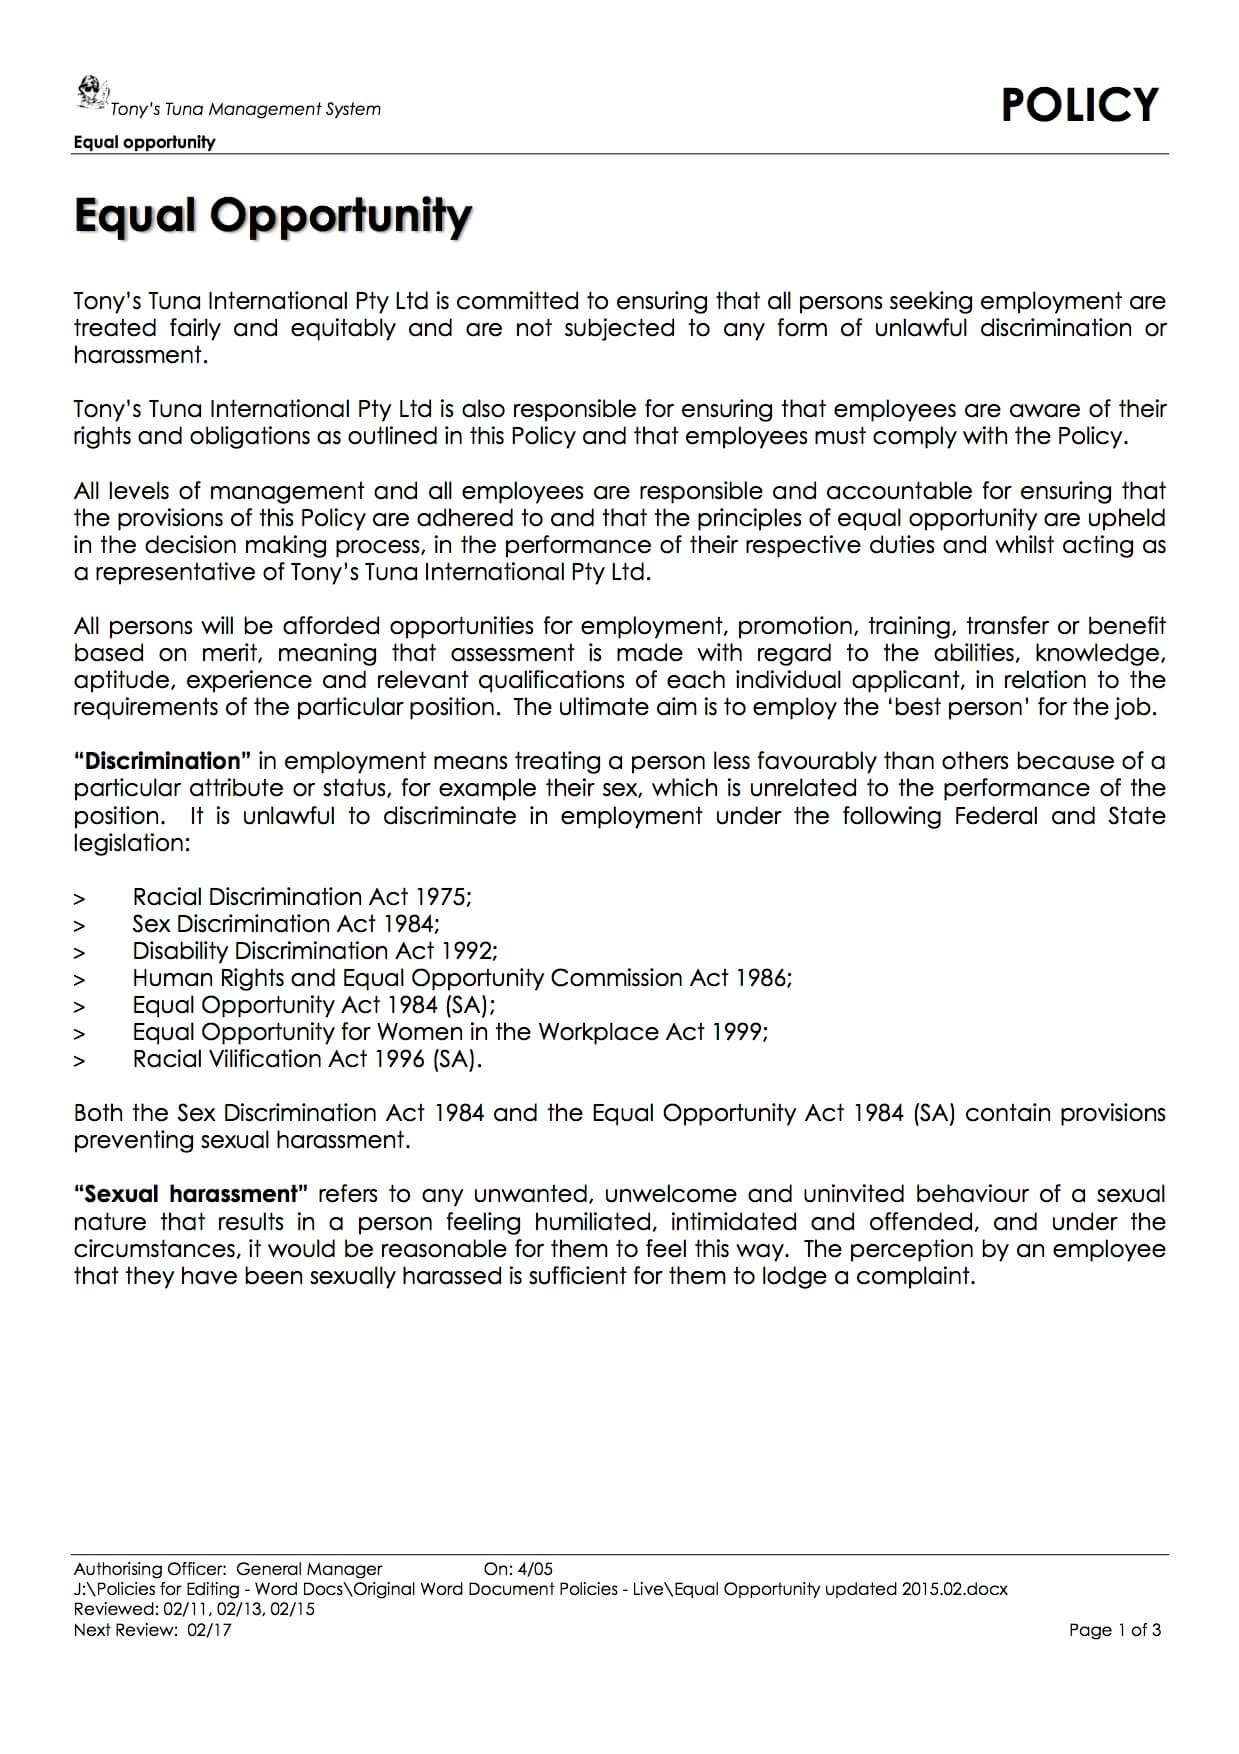 Tony's Tuna Management System
POLICY
Equal opportunity
Equal Opportunity
Tony's Tuna International Pty Ltd is committed to ensuring that all persons seeking employment are
treated fairly and equitably and are not subjected to any form of unlawful discrimination or
harassment.
Tony's Tuna International Pty Ltd is also responsible for ensuring that employees are aware of their
rights and obligations as outlined in this Policy and that employees must comply with the Policy.
All levels of management and all employees are responsible and accountable for ensuring that
the provisions of this Policy are adhered to and that the principles of equal opportunity are upheld
in the decision making process, in the performance of their respective duties and whilst acting as
a representative of Tony's Tuna International Pty Ltd.
All persons will be afforded opportunities for employment, promotion, training, transfer or benefit
based on merit, meaning that assessment is made with regard to the abilities, knowledge,
aptitude, experience and relevant qualifications of each individual applicant, in relation to the
requirements of the particular position. The ultimate aim is to employ the 'best person' for the job.
"Discrimination" in employment means treating a person less favourably than others because of a
particular attribute or status, for example their sex, which is unrelated to the performance of the
position. It is unlawful to discriminate in employment under the following Federal and State
legislation:
> Racial Discrimination Act 1975;
> Sex Discrimination Act 1984;
> Disability Discrimination Act 1992;
> Human Rights and Equal Opportunity Commission Act 1986;
> Equal Opportunity Act 1984 (SA);
> Equal Opportunity for Women in the Workplace Act 1999;
> Racial Vilification Act 1996 (SA).
Both the Sex Discrimination Act 1984 and the Equal Opportunity Act 1984 (SA) contain provisions
preventing sexual harassment.
"Sexual harassment" refers to any unwanted, unwelcome and uninvited behaviour of a sexual
nature that results in a person feeling humiliated, intimidated and offended, and under the
circumstances, it would be reasonable for them to feel this way. The perception by an employee
that they have been sexually harassed is sufficient for them to lodge a complaint.
Authorising Officer: General Manager On: 4/05
J:\Policies for Editing - Word Docs\Original Word Document Policies - Live\Equal Opportunity updated 2015.02.docx
Reviewed: 02/11, 02/13, 02/15
Next Review: 02/17 Page 1 of 3